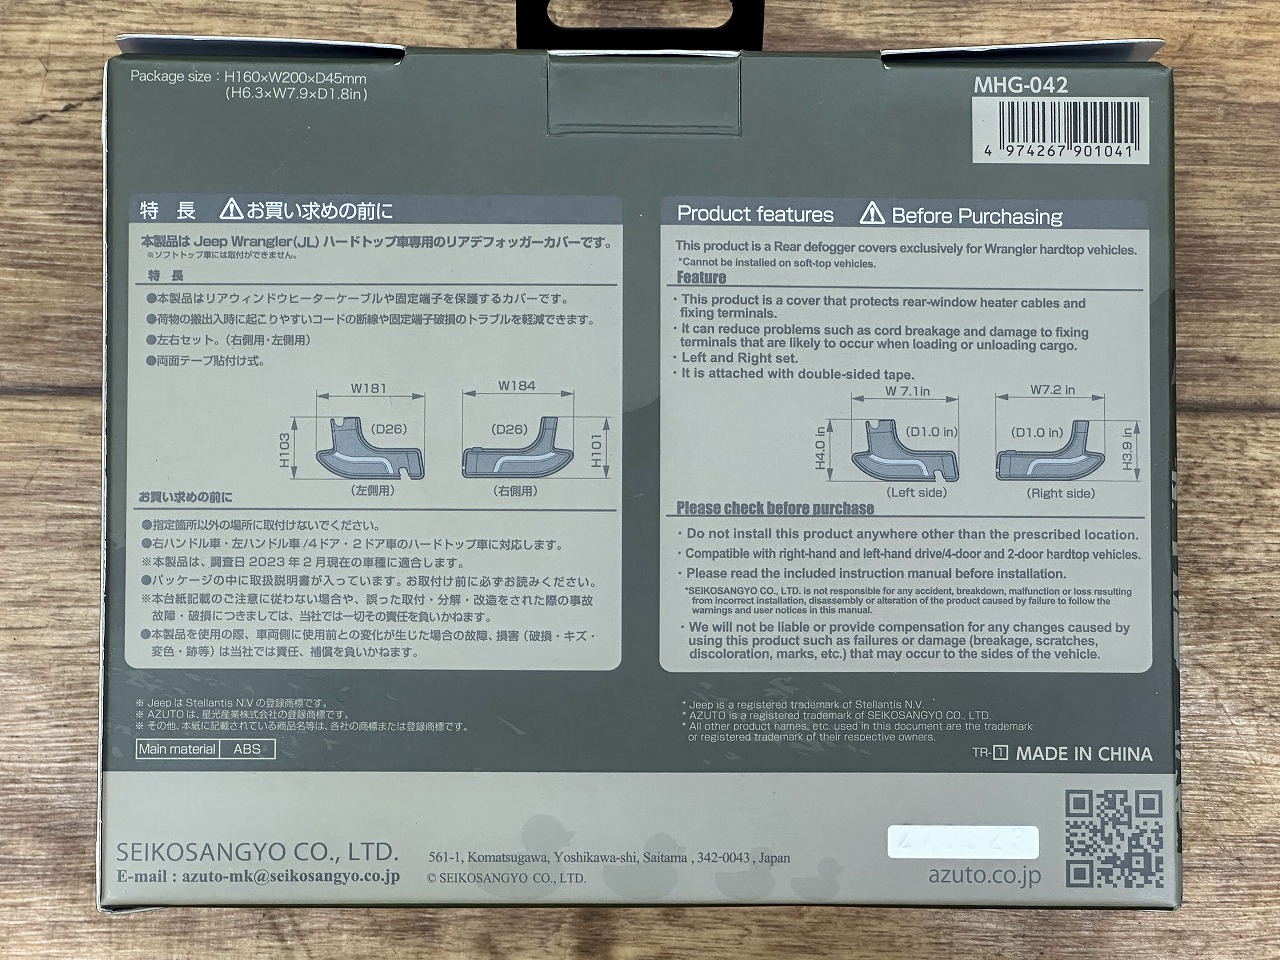 Package size : H160×W200×D45mm
(H6.3×W7.9×D1.8in)
MHG-042
4 974267 901041
特 長 ⚠お買い求めの前に
本製品は Jeep Wrangler(JL) ハードトップ車専用のリアデフォッガーカバーです。
※ソフトトップ車には取付ができません。
特 長
●本製品はリアウィンドウヒーターケーブルや固定端子を保護するカバーです。
●荷物の搬出入時に起こりやすいコードの断線や固定端子破損のトラブルを軽減できます。
●左右セット。（右側用・左側用）
●両面テープ貼付け式。
W181
W184
H103
(D26)
(D26)
H101
(左側用)
(右側用)
お買い求めの前に
●指定箇所以外の場所に取付けないでください。
●右ハンドル車・左ハンドル車/4ドア・2ドア車のハードトップ車に対応します。
※本製品は、調査日2023年2月現在の車種に適合します。
●パッケージの中に取扱説明書が入っています。お取付け前に必ずお読みください。
※本台紙記載のご注意に従わない場合や、誤った取付・分解・改造をされた際の事故
故障・破損につきましては、当社では一切その責任を負いかねます。
●本製品を使用の際、車両側に使用前との変化が生じた場合の故障、損害（破損・キズ・
変色・跡等）は当社では責任、補償を負いかねます。
Product features ⚠ Before Purchasing
This product is a Rear defogger covers exclusively for Wrangler hardtop vehicles.
*Cannot be installed on soft-top vehicles.
Feature
・This product is a cover that protects rear-window heater cables and
fixing terminals.
・It can reduce problems such as cord breakage and damage to fixing
terminals that are likely to occur when loading or unloading cargo.
・Left and Right set.
・It is attached with double-sided tape.
W 7.1in
W7.2 in
H4.0 in
(D1.0 in)
(D1.0 in)
H3.9 in
(Left side)
(Right side)
Please check before purchase
・Do not install this product anywhere other than the prescribed location.
・Compatible with right-hand and left-hand drive/4-door and 2-door hardtop vehicles.
・Please read the included instruction manual before installation.
*SEIKOSANGYO CO., LTD. is not responsible for any accident, breakdown, malfunction or loss resulting
from incorrect installation, disassembly or alteration of the product caused by failure to follow the
warnings and user notices in this manual.
・We will not be liable or provide compensation for any changes caused by
using this product such as failures or damage (breakage, scratches,
discoloration, marks, etc.) that may occur to the sides of the vehicle.
※ Jeep は Stellantis N.V の登録商標です。
※ AZUTO は、星光産業株式会社の登録商標です。
※ その他、本紙に記載されている商品名等は、各社の商標または登録商標です。
Main material ABS
* Jeep is a registered trademark of Stellantis N.V.
* AZUTO is a registered trademark of SEIKOSANGYO CO., LTD.
* All other product names, etc. used in this document are the trademark
or registered trademark of their respective owners.
TR-1 MADE IN CHINA
SEIKOSANGYO CO., LTD.
E-mail : azuto-mk@seikosangyo.co.jp
561-1, Komatsugawa, Yoshikawa-shi, Saitama , 342-0043 , Japan
© SEIKOSANGYO CO., LTD.
azuto.co.jp